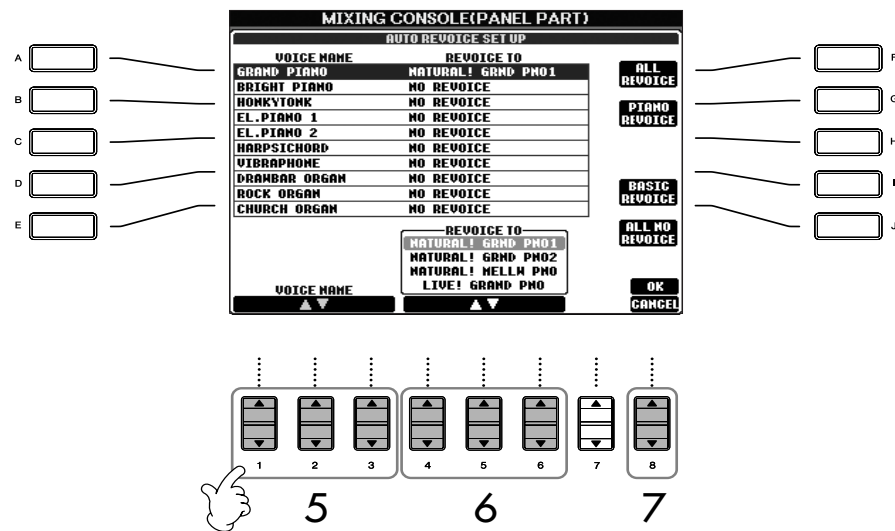 MIXING CONSOLE(PANEL PART)
AUTO REVOICE SET UP
VOICE NAME REVOICE TO
GRAND PIANO NATURAL! GRND PNO1
BRIGHT PIANO NO REVOICE
HONKYTONK NO REVOICE
EL.PIANO 1 NO REVOICE
EL.PIANO 2 NO REVOICE
HARPSICHORD NO REVOICE
VIBRAPHONE NO REVOICE
DRAWBAR ORGAN NO REVOICE
ROCK ORGAN NO REVOICE
CHURCH ORGAN NO REVOICE
ALL
REVOICE
PIANO
REVOICE
BASIC
REVOICE
ALL NO
REVOICE
REVOICE TO
NATURAL! GRND PNO1
NATURAL! GRND PNO2
NATURAL! MELLW PNO
LIVE! GRAND PNO
VOICE NAME
OK
CANCEL
A
B
C
D
E
F
G
H
I
J
1 2 3 4 5 6 7 8
5 6 7